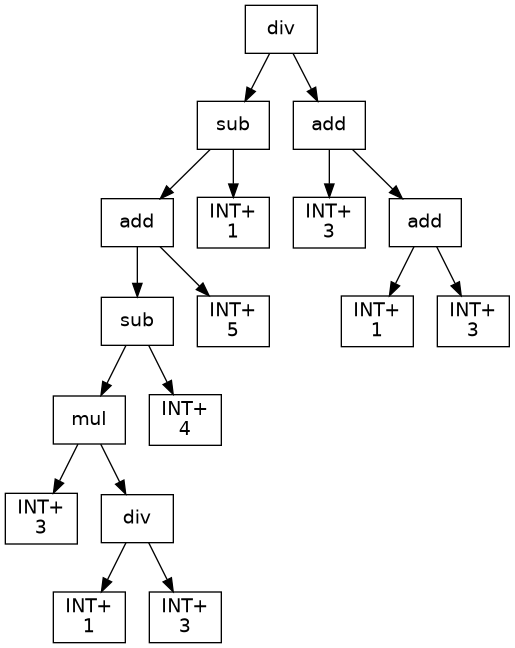 div
sub
add
add
INT+
1
INT+
3
add
sub
INT+
5
INT+
1
INT+
3
mul
INT+
4
INT+
3
div
INT+
1
INT+
3